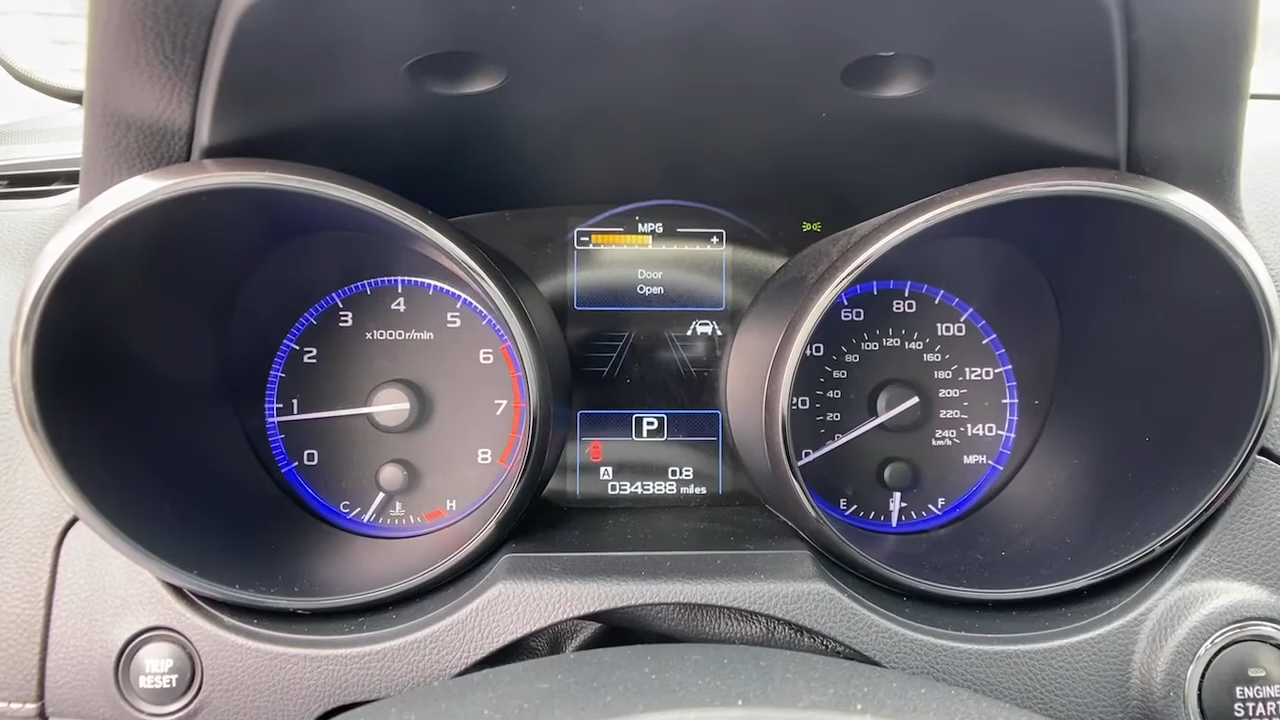 MPG
- +
Door
Open
4
3 5
x1000r/min
2 6
1 7
0 8
C H
P
A 0.8
034388 miles
80
60 100
40 120
20 140
0 MPH
100 120 140
80 160
60 180
40 200
20 220
0 240
km/h
E F
TRIP
RESET
ENGINE
START